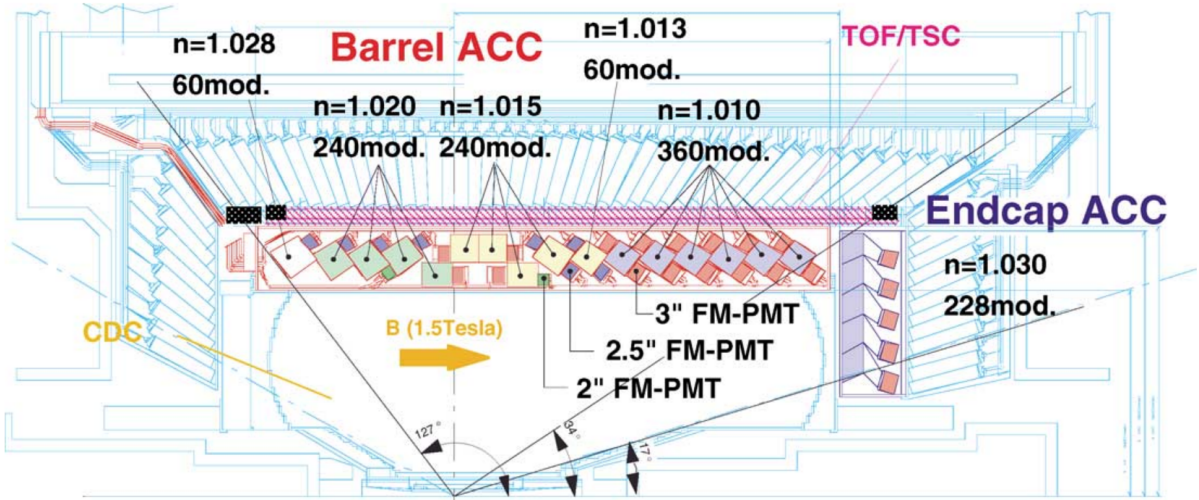 n=1.028
60mod.
Barrel ACC
n=1.013
60mod.
TOF/TSC
n=1.020
240mod.
n=1.015
240mod.
n=1.010
360mod.
Endcap ACC
n=1.030
228mod.
CDC
B (1.5Tesla)
3" FM-PMT
2.5" FM-PMT
2" FM-PMT
127°
34°
17°